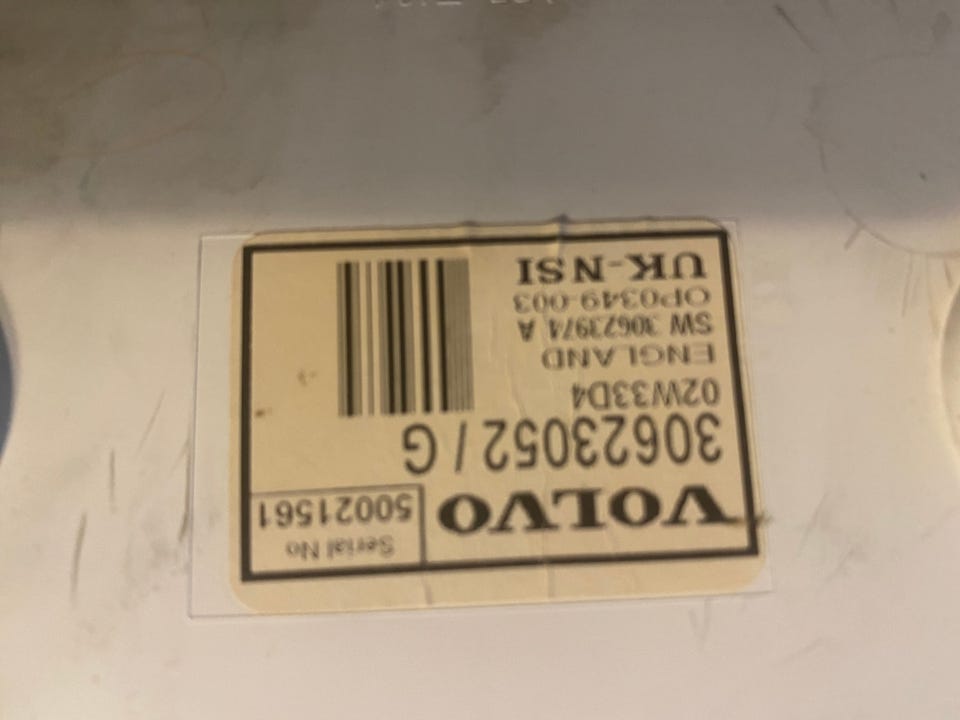 VOLVO
Serial No
50021561
30623052 / G
02W33D4
ENGLAND
SW 30623974 A
OP0349-003
UK-NSI